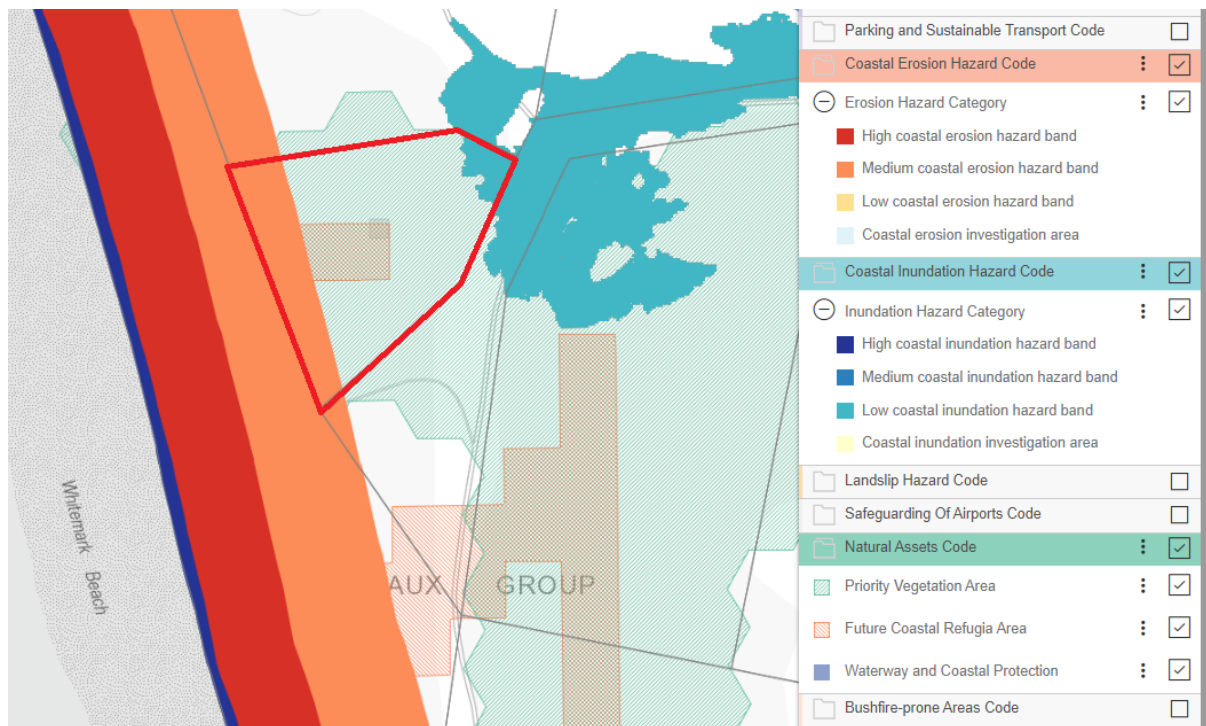 Parking and Sustainable Transport Code
Coastal Erosion Hazard Code
Erosion Hazard Category
High coastal erosion hazard band
Medium coastal erosion hazard band
Low coastal erosion hazard band
Coastal erosion investigation area
Coastal Inundation Hazard Code
Inundation Hazard Category
High coastal inundation hazard band
Medium coastal inundation hazard band
Low coastal inundation hazard band
Coastal inundation investigation area
Landslip Hazard Code
Safeguarding Of Airports Code
Natural Assets Code
Priority Vegetation Area
Future Coastal Refugia Area
Waterway and Coastal Protection
Bushfire-prone Areas Code
Whitemark Beach
AUX GROUP